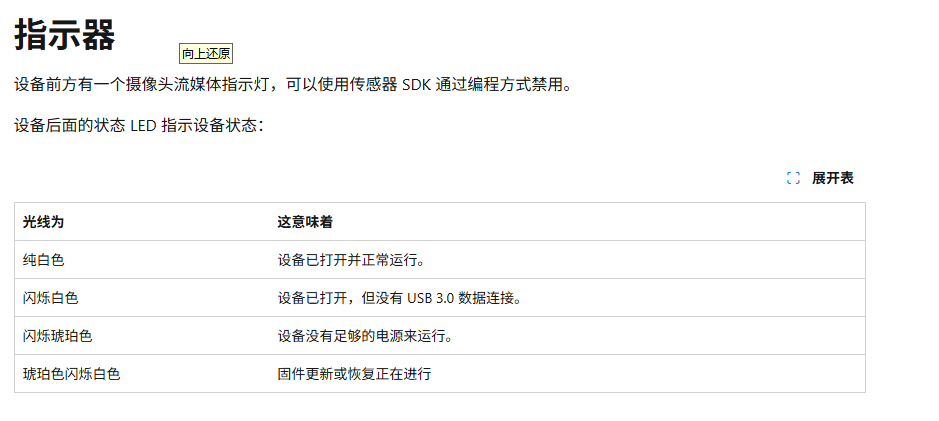 指示器
向上还原
设备前方有一个摄像头流媒体指示灯，可以使用传感器 SDK 通过编程方式禁用。
设备后面的状态 LED 指示设备状态：
展开表
光线为 这意味着
纯白色 设备已打开并正常运行。
闪烁白色 设备已打开，但没有 USB 3.0 数据连接。
闪烁琥珀色 设备没有足够的电源来运行。
琥珀色闪烁白色 固件更新或恢复正在进行